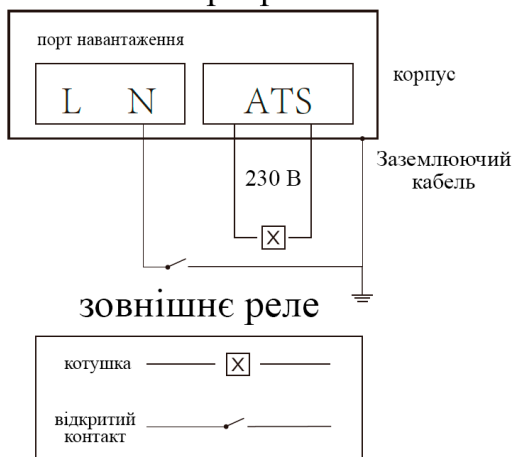 порт навантаження
L N
ATS
корпус
Заземлюючий
кабель
230 В
X
зовнішнє реле
котушка
X
відкритий
контакт